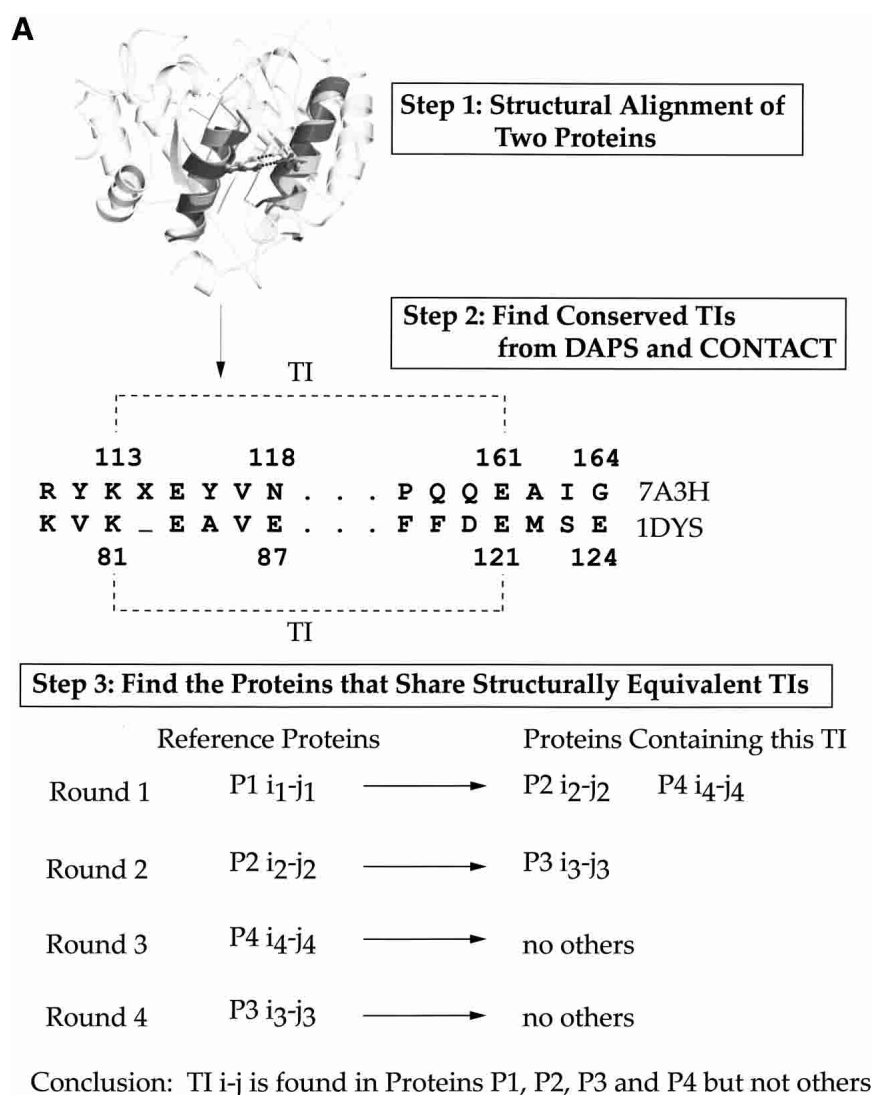 A
Step 1: Structural Alignment of
Two Proteins
Step 2: Find Conserved TIs
from DAPS and CONTACT
TI
113 118 161 164
R Y K X E Y V N . . . P Q Q E A I G 7A3H
K V K _ E A V E . . . F F D E M S E 1DYS
81 87 121 124
TI
Step 3: Find the Proteins that Share Structurally Equivalent TIs
Reference Proteins Proteins Containing this TI
Round 1 P1 i1-j1 P2 i2-j2 P4 i4-j4
Round 2 P2 i2-j2 P3 i3-j3
Round 3 P4 i4-j4 no others
Round 4 P3 i3-j3 no others
Conclusion: TI i-j is found in Proteins P1, P2, P3 and P4 but not others